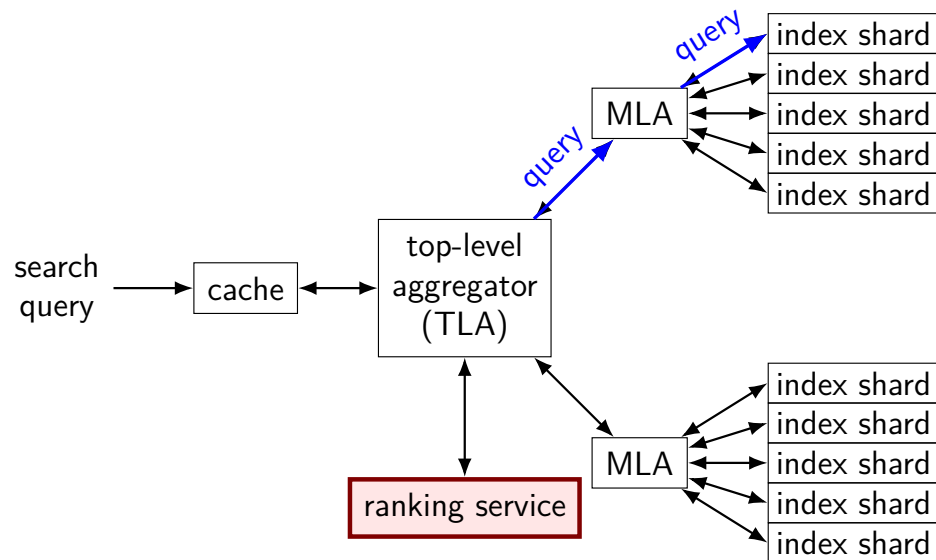 search
query
cache
top-level
aggregator
(TLA)
ranking service
query
MLA
query
index shard
index shard
index shard
index shard
index shard
MLA
index shard
index shard
index shard
index shard
index shard